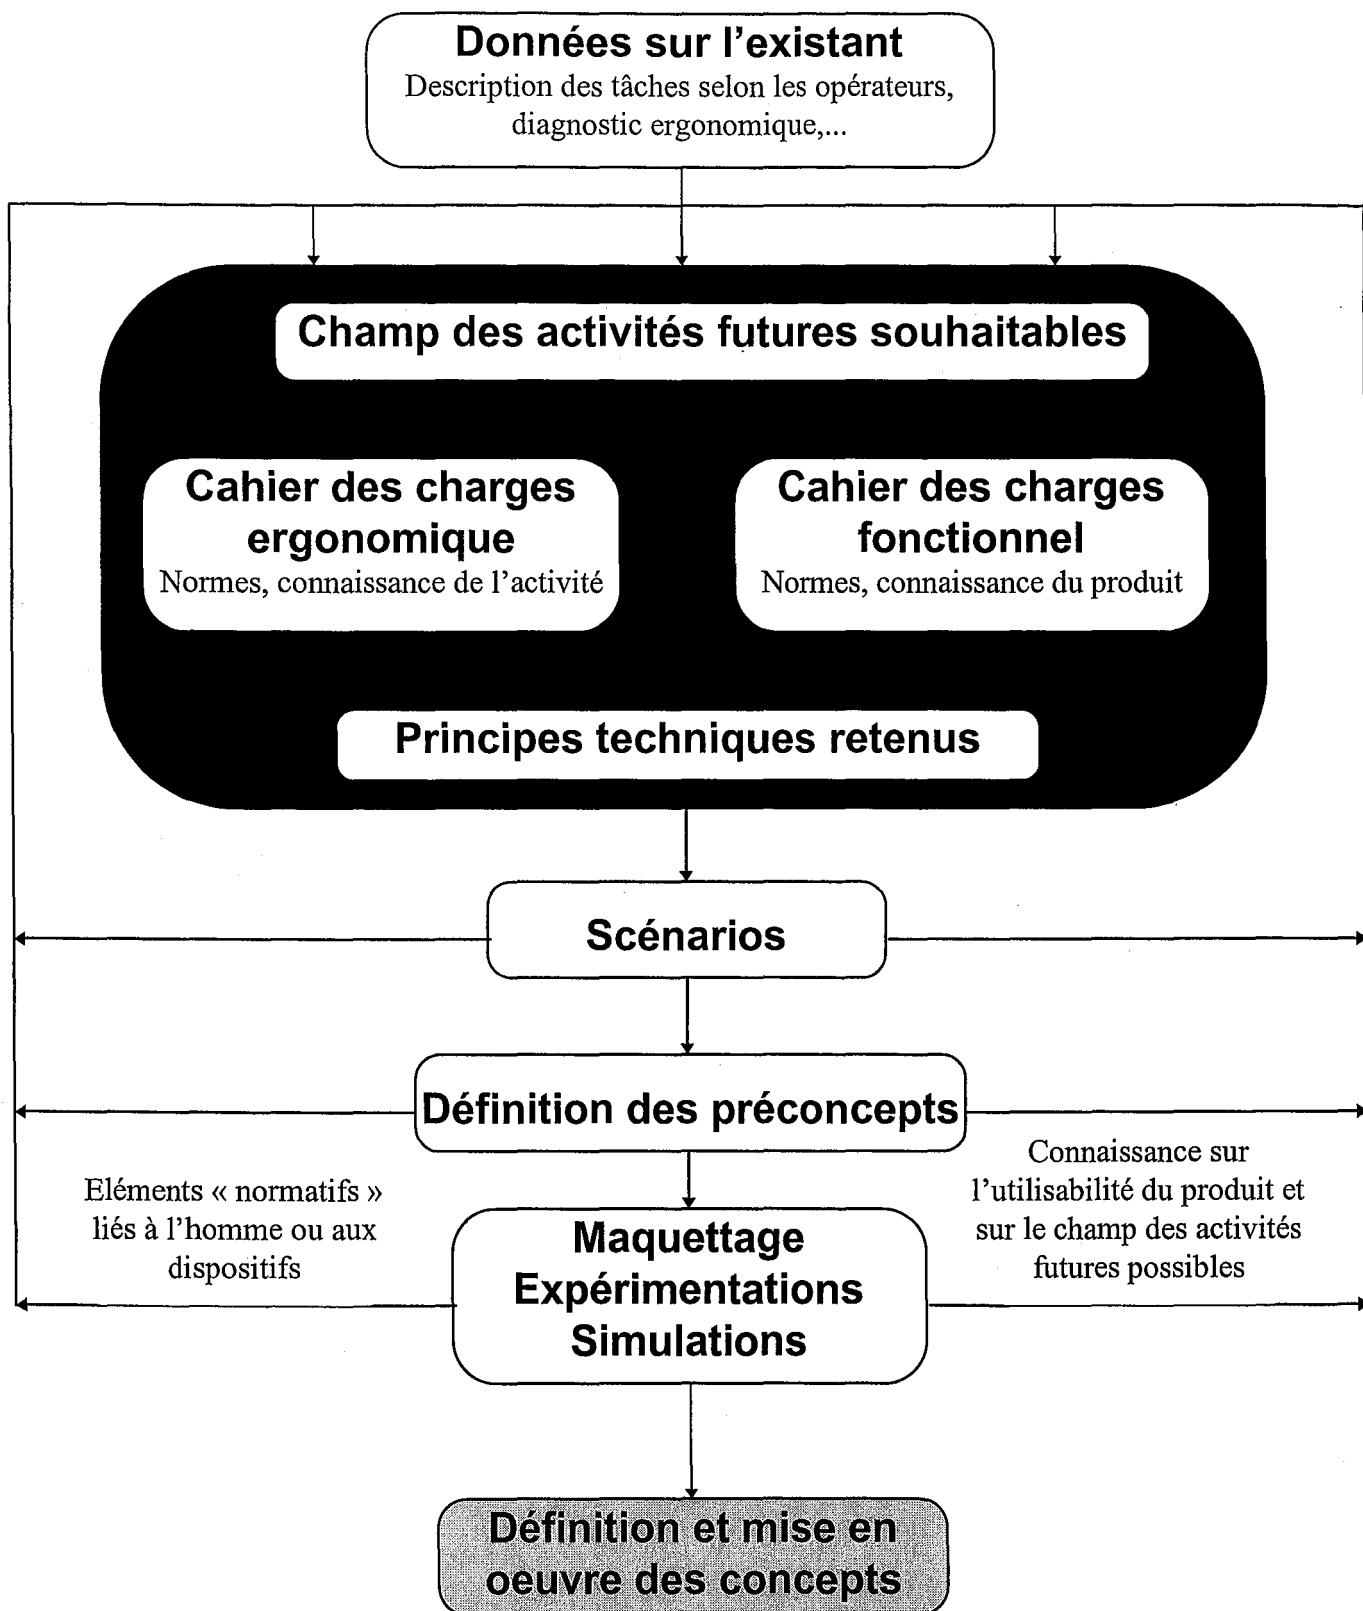 Données sur l'existant
Description des tâches selon les opérateurs,
diagnostic ergonomique,...
Champ des activités futures souhaitables
Cahier des charges
ergonomique
Normes, connaissance de l'activité
Cahier des charges
fonctionnel
Normes, connaissance du produit
Principes techniques retenus
Scénarios
Définition des préconcepts
Eléments « normatifs »
liés à l'homme ou aux
dispositifs
Maquettage
Expérimentations
Simulations
Connaissance sur
l'utilisabilité du produit et
sur le champ des activités
futures possibles
Définition et mise en
oeuvre des concepts